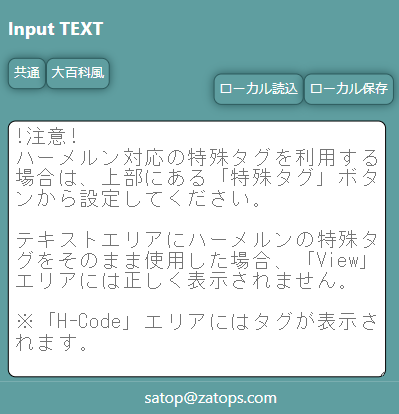 Input TEXT
共通 大百科風
ローカル読込 ローカル保存
!注意!
ハーメルン対応の特殊タグを利用する
場合は、上部にある「特殊タグ」ボタ
ンから設定してください。
テキストエリアにハーメルンの特殊タ
グをそのまま使用した場合、「View」
エリアには正しく表示されません。
※「H-Code」エリアにはタグが表示さ
れます。
satop@zatops.com